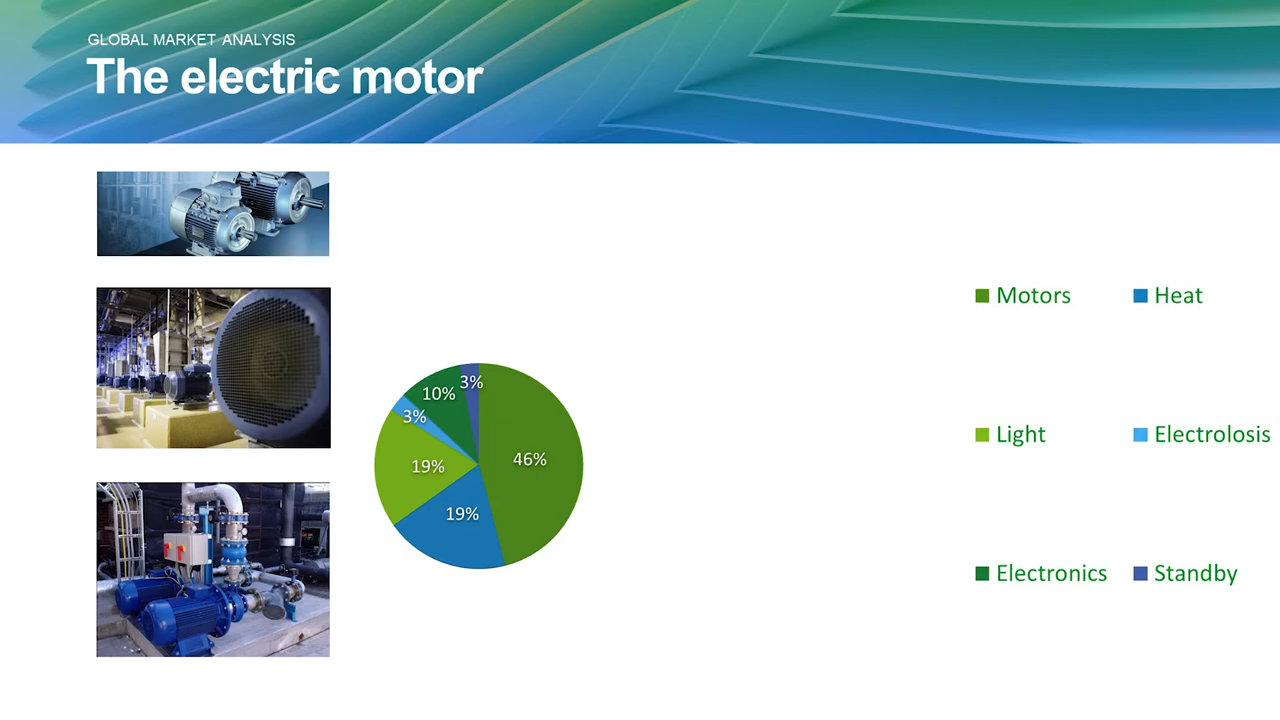 GLOBAL MARKET ANALYSIS
The electric motor
3%
10%
3%
19%
46%
19%
Motors
Heat
Light
Electrolosis
Electronics
Standby